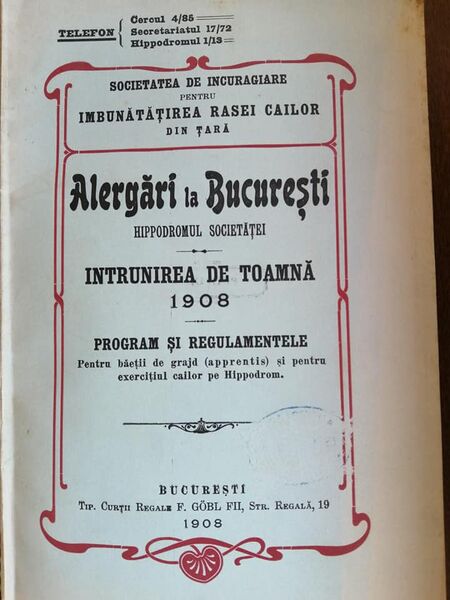 TELEFON
Cercul 4/85
Secretariatul 17/72
Hippodromul 1/13
SOCIETATEA DE INCURAGIARE
PENTRU
IMBUNĂTĂȚIREA RASEI CAILOR
DIN ȚARĂ
Alergări la București
HIPPODROMUL SOCIETĂȚEI
INTRUNIREA DE TOAMNĂ
1908
PROGRAM ȘI REGULAMENTELE
Pentru băeții de grajd (apprentis) și pentru
exercițiul cailor pe Hippodrom.
BUCUREȘTI
TIP. CURȚII REGALE F. GÖBL FII, STR. REGALĂ, 19
1908